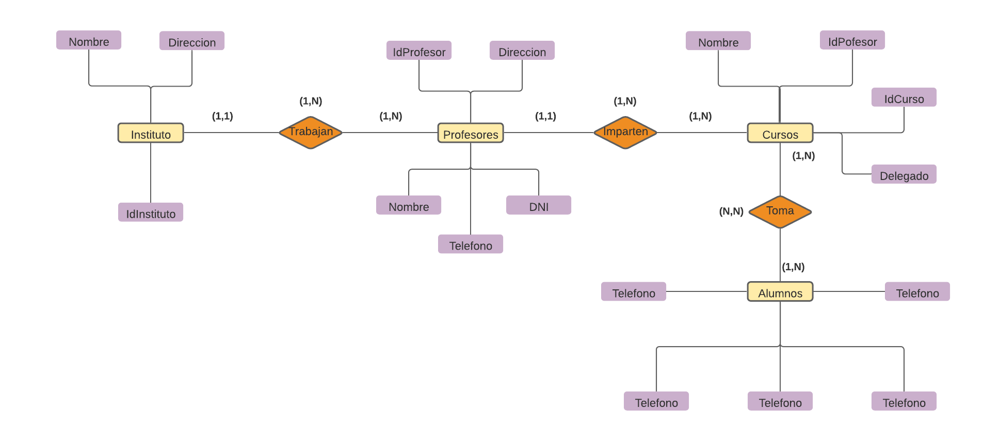 Nombre
Direccion
IdProfesor
Direccion
Nombre
IdPofesor
IdCurso
(1,1)
(1,N)
(1,N)
(1,1)
(1,N)
(1,N)
Instituto
Trabajan
Profesores
Imparten
Cursos
(1,N)
Delegado
IdInstituto
Nombre
DNI
Telefono
(N,N)
Toma
(1,N)
Telefono
Alumnos
Telefono
Telefono
Telefono
Telefono